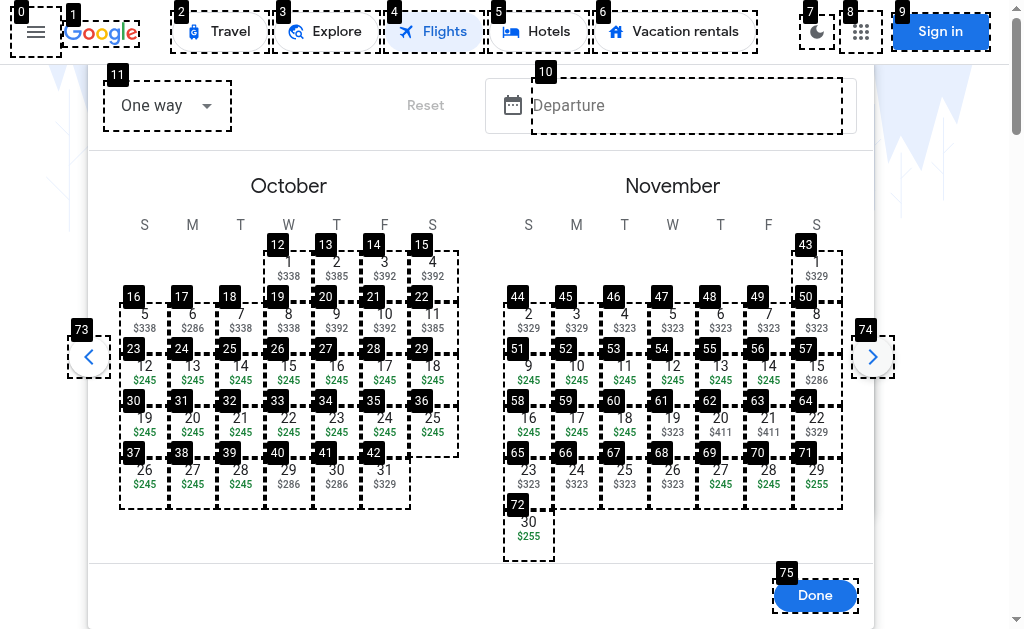 0 1 2 3 4 5 6 7 8 9
Google Travel Explore Flights Hotels Vacation rentals Sign in
11 10
One way Reset Departure
October November
S M T W T F S S M T W T F S
12 13 14 15 43
1 2 3 4 1
$338 $385 $392 $392 $329
16 17 18 19 20 21 22 44 45 46 47 48 49 50
5 6 7 8 9 10 11 2 3 4 5 6 7 8
$338 $286 $338 $338 $392 $392 $385 $329 $329 $323 $323 $323 $323 $323
73 74
23 24 25 26 27 28 29 51 52 53 54 55 56 57
12 13 14 15 16 17 18 9 10 11 12 13 14 15
$245 $245 $245 $245 $245 $245 $245 $245 $245 $245 $245 $245 $245 $286
30 31 32 33 34 35 36 58 59 60 61 62 63 64
19 20 21 22 23 24 25 16 17 18 19 20 21 22
$245 $245 $245 $245 $245 $245 $245 $245 $245 $245 $323 $411 $411 $329
37 38 39 40 41 42 65 66 67 68 69 70 71
26 27 28 29 30 31 23 24 25 26 27 28 29
$245 $245 $245 $286 $286 $329 $323 $323 $323 $323 $245 $245 $255
72
30
$255
75
Done